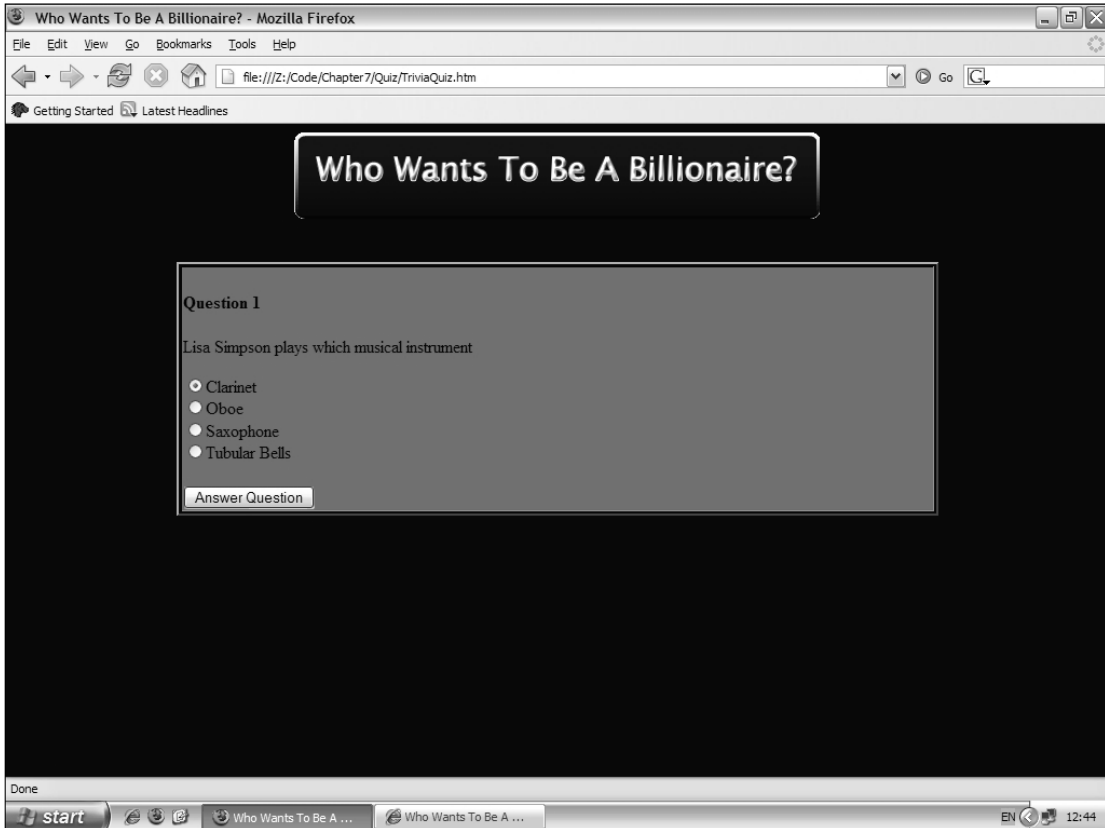 Who Wants To Be A Billionaire? - Mozilla Firefox
File Edit View Go Bookmarks Tools Help
file:///Z:/Code/Chapter7/Quiz/TriviaQuiz.htm Go G
Getting Started Latest Headlines
Who Wants To Be A Billionaire?
Question 1
Lisa Simpson plays which musical instrument
Clarinet
Oboe
Saxophone
Tubular Bells
Answer Question
Done
start Who Wants To Be A ... Who Wants To Be A ... EN 12:44